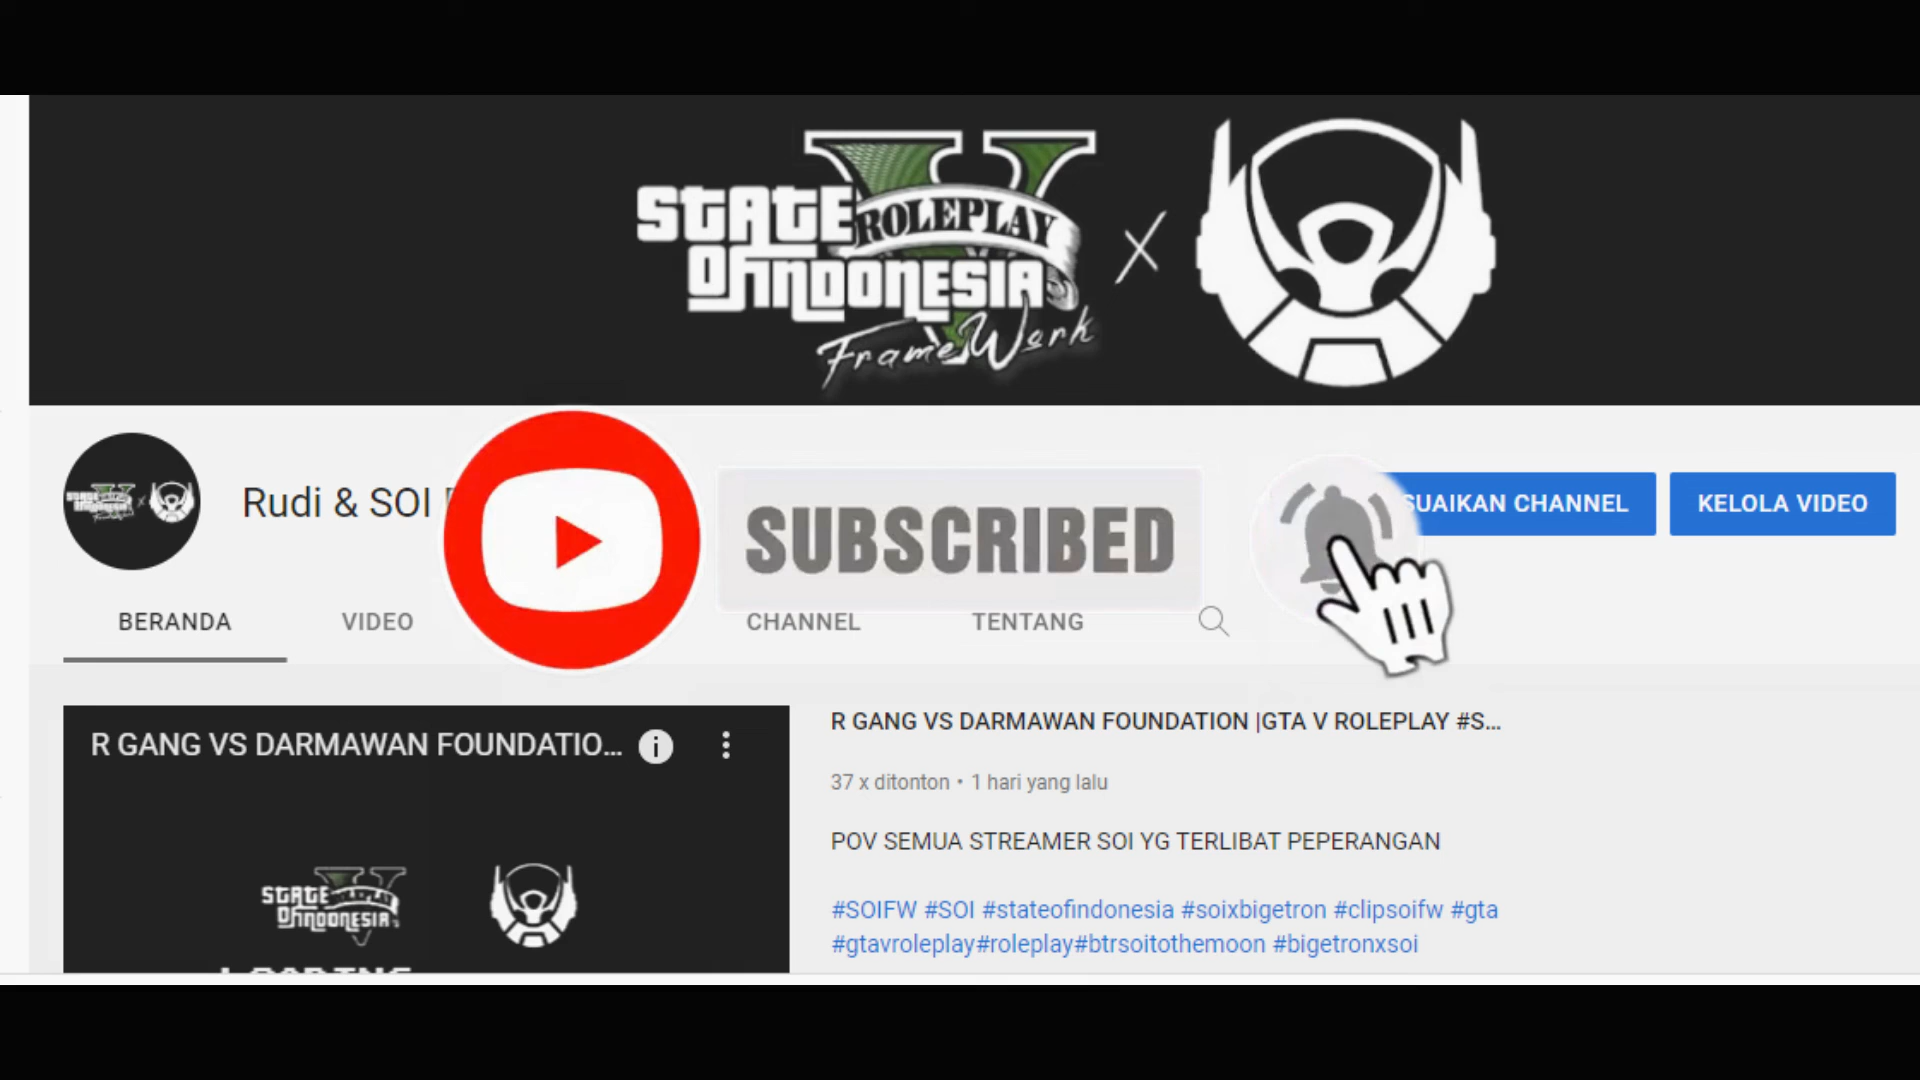 STATE ROLEPLAY
OF INDONESIA
FrameWork
X
Rudi & SOI
SUBSCRIBED
SUAIKAN CHANNEL
KELOLA VIDEO
BERANDA
VIDEO
CHANNEL
TENTANG
R GANG VS DARMAWAN FOUNDATIO...
R GANG VS DARMAWAN FOUNDATION |GTA V ROLEPLAY #S...
37 x ditonton • 1 hari yang lalu
POV SEMUA STREAMER SOI YG TERLIBAT PEPERANGAN
#SOIFW #SOI #stateofindonesia #soixbigetron #clipsoifw #gta
#gtavroleplay#roleplay#btrsoitothemoon #bigetronxsoi
STATE ROLEPLAY
OF INDONESIA
LOADING